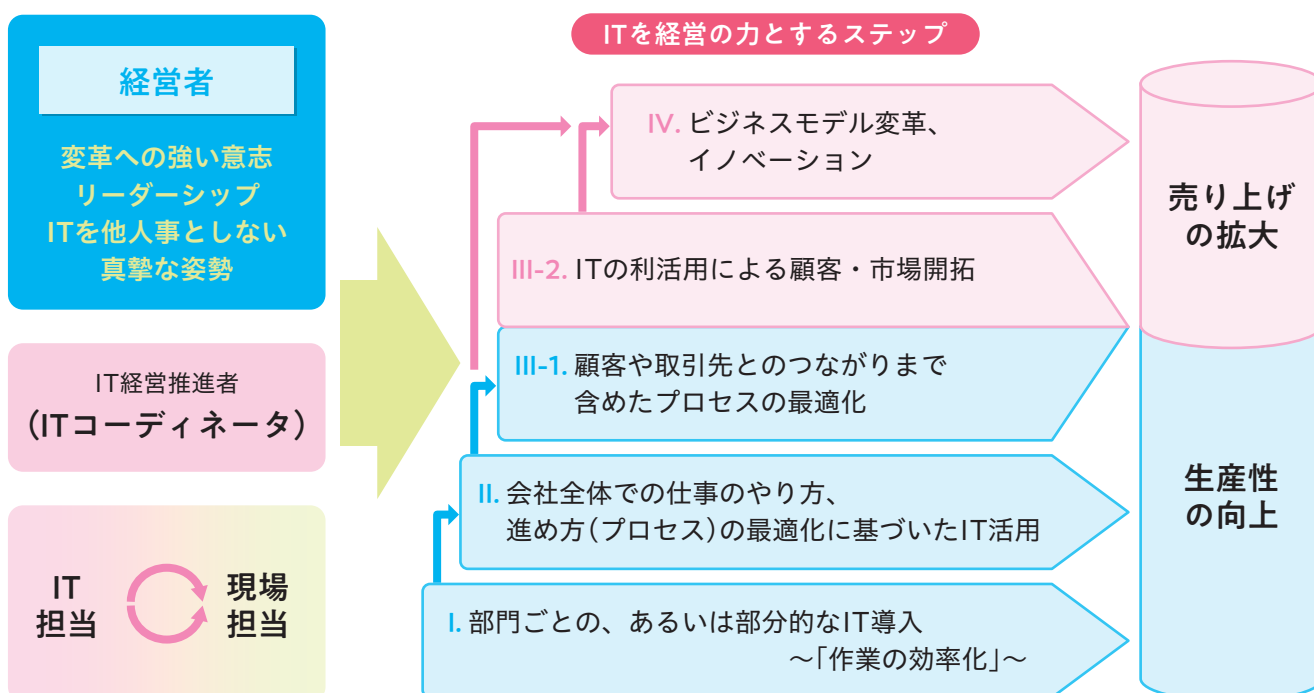 ITを経営の力とするステップ
経営者
変革への強い意志
リーダーシップ
ITを他人事としない
真摯な姿勢
IT経営推進者
(ITコーディネータ)
IT
担当
現場
担当
IV. ビジネスモデル変革、
イノベーション
III-2. ITの利活用による顧客・市場開拓
III-1. 顧客や取引先とのつながりまで
含めたプロセスの最適化
II. 会社全体での仕事のやり方、
進め方(プロセス)の最適化に基づいたIT活用
I. 部門ごとの、あるいは部分的なIT導入
〜「作業の効率化」〜
売り上げ
の拡大
生産性
の向上